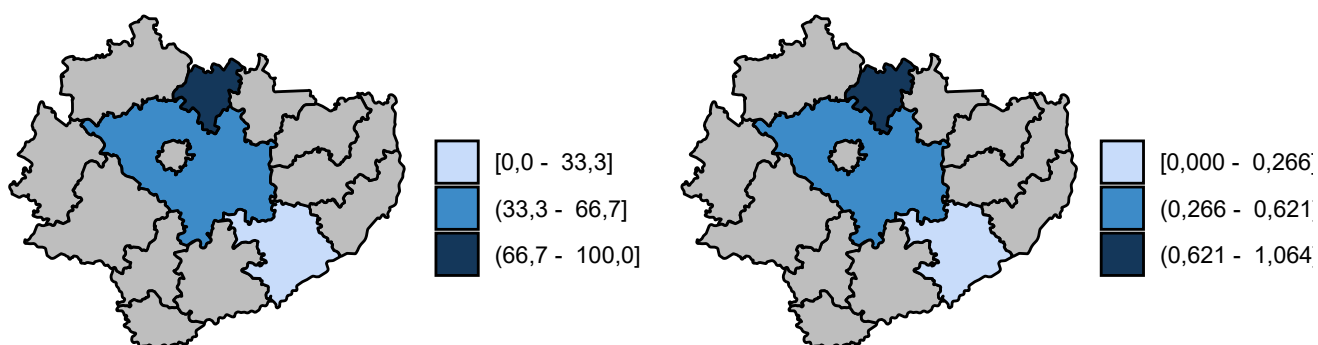 [0,0 - 33,3]
(33,3 - 66,7]
(66,7 - 100,0]
[0,000 - 0,266]
(0,266 - 0,621]
(0,621 - 1,064]